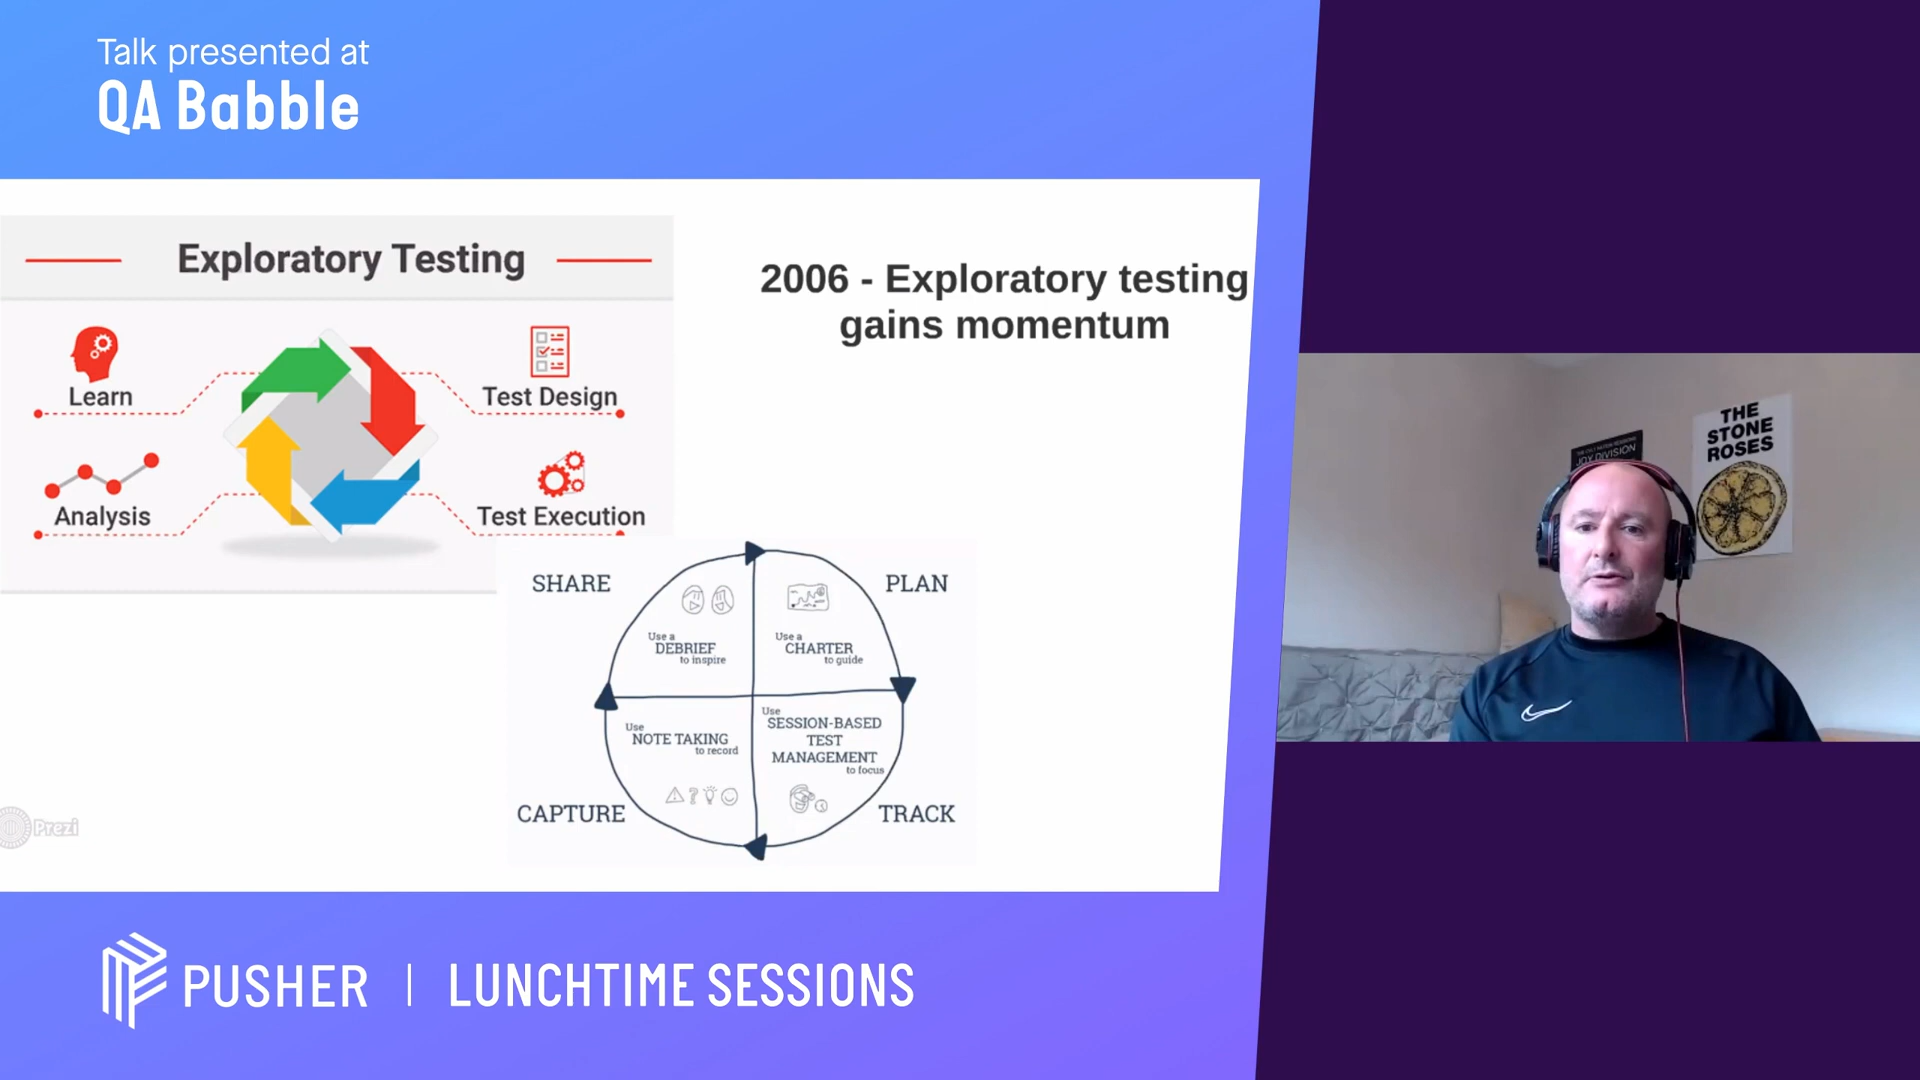 Talk presented at
QA Babble
Exploratory Testing
Learn
Test Design
Analysis
Test Execution
2006 - Exploratory testing
gains momentum
SHARE
PLAN
Use a
DEBRIEF
to inspire
Use a
CHARTER
to guide
Use
NOTE TAKING
to record
Use
SESSION-BASED
TEST
MANAGEMENT
to focus
CAPTURE
TRACK
Prezi
THE
STONE
ROSES
JOY DIVISION
PUSHER | LUNCHTIME SESSIONS